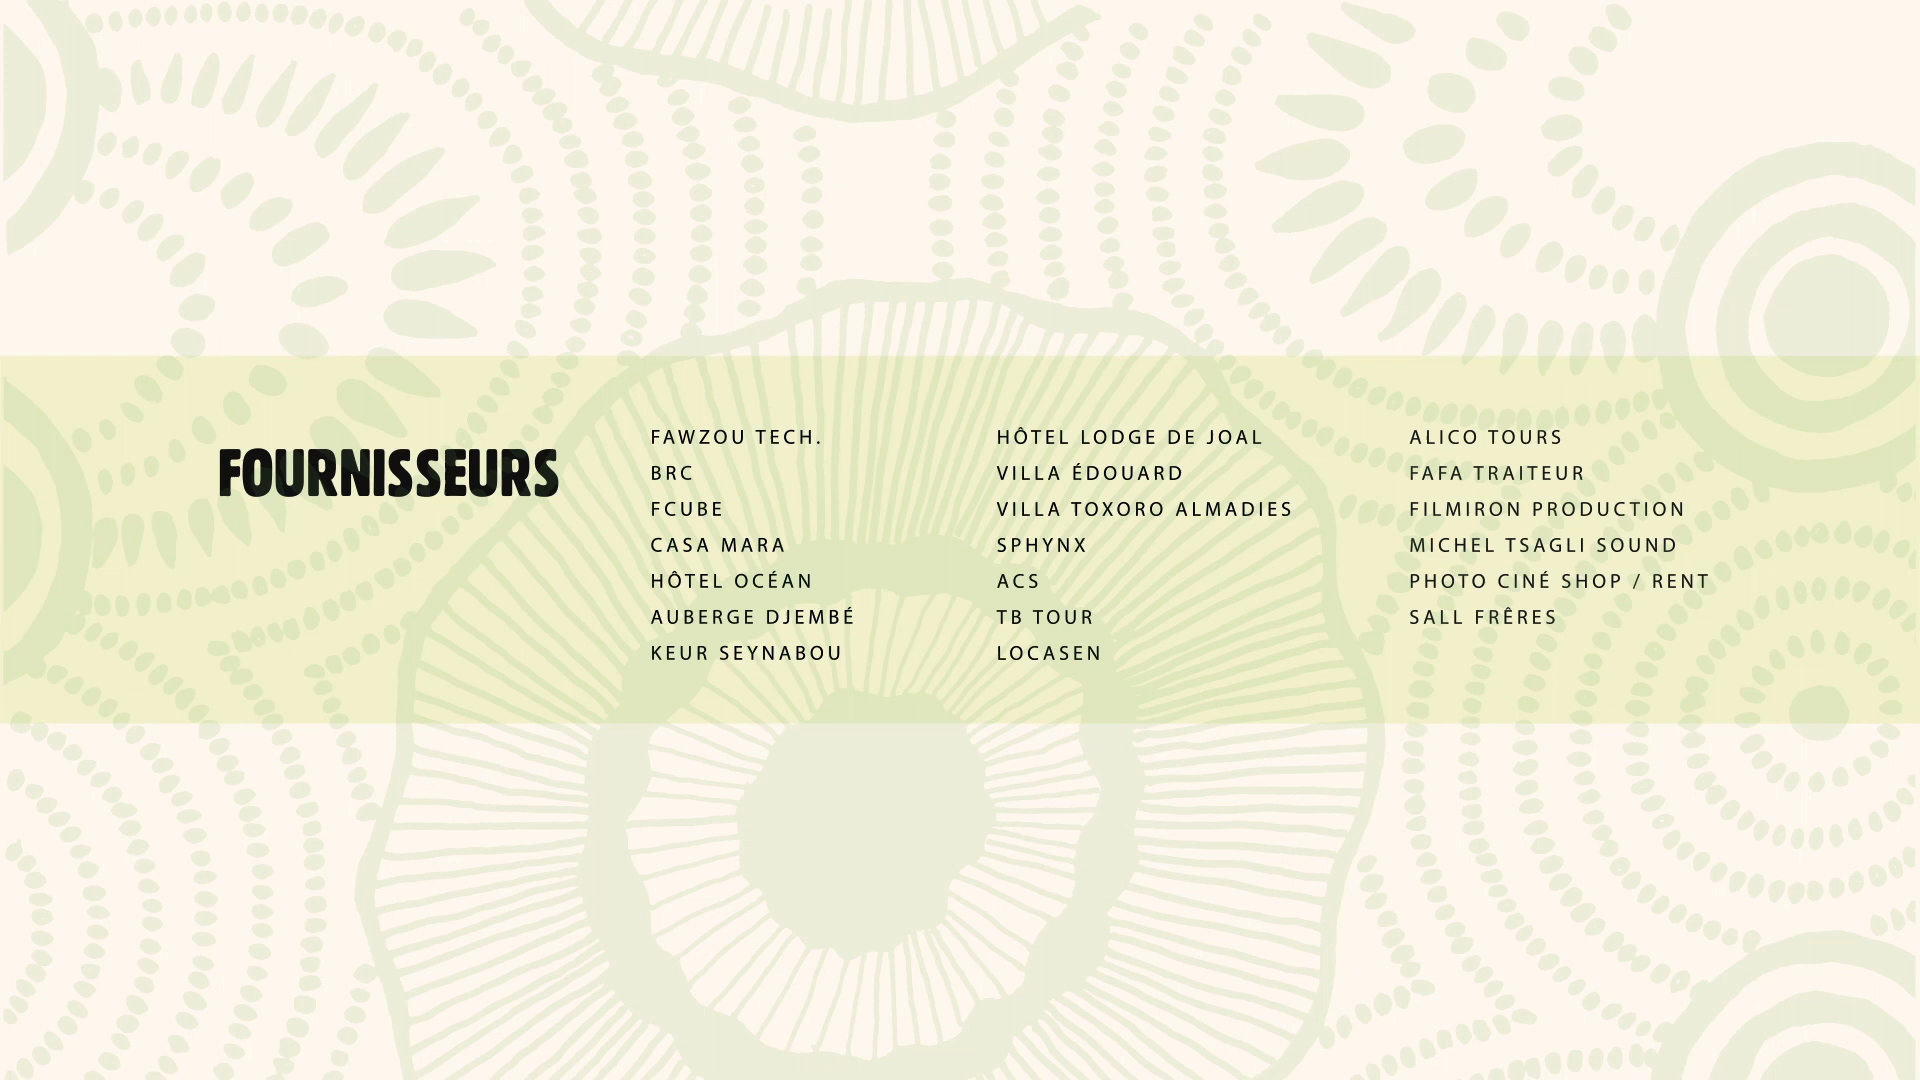 FOURNISSEURS
FAWZOU TECH.
BRC
FCUBE
CASA MARA
HÔTEL OCÉAN
AUBERGE DJEMBÉ
KEUR SEYNABOU
HÔTEL LODGE DE JOAL
VILLA ÉDOUARD
VILLA TOXORO ALMADIES
SPHYNX
ACS
TB TOUR
LOCASEN
ALICO TOURS
FAFA TRAITEUR
FILMIRON PRODUCTION
MICHEL TSAGLI SOUND
PHOTO CINÉ SHOP / RENT
SALL FRÊRES